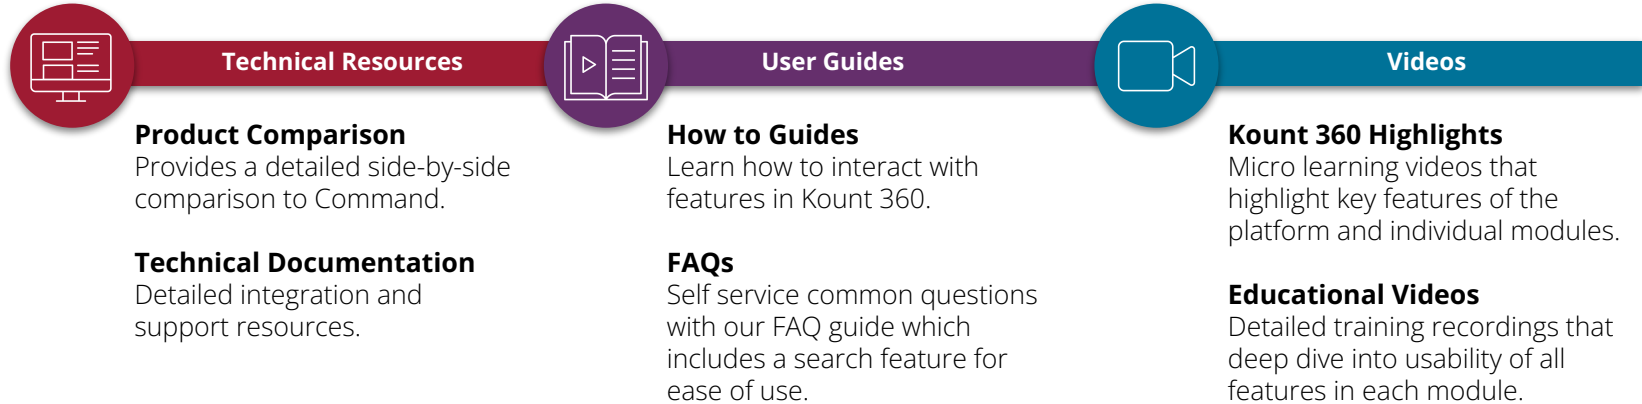 Technical Resources
Product Comparison
Provides a detailed side-by-side
comparison to Command.
Technical Documentation
Detailed integration and
support resources.
User Guides
How to Guides
Learn how to interact with
features in Kount 360.
FAQs
Self service common questions
with our FAQ guide which
includes a search feature for
ease of use.
Videos
Kount 360 Highlights
Micro learning videos that
highlight key features of the
platform and individual modules.
Educational Videos
Detailed training recordings that
deep dive into usability of all
features in each module.